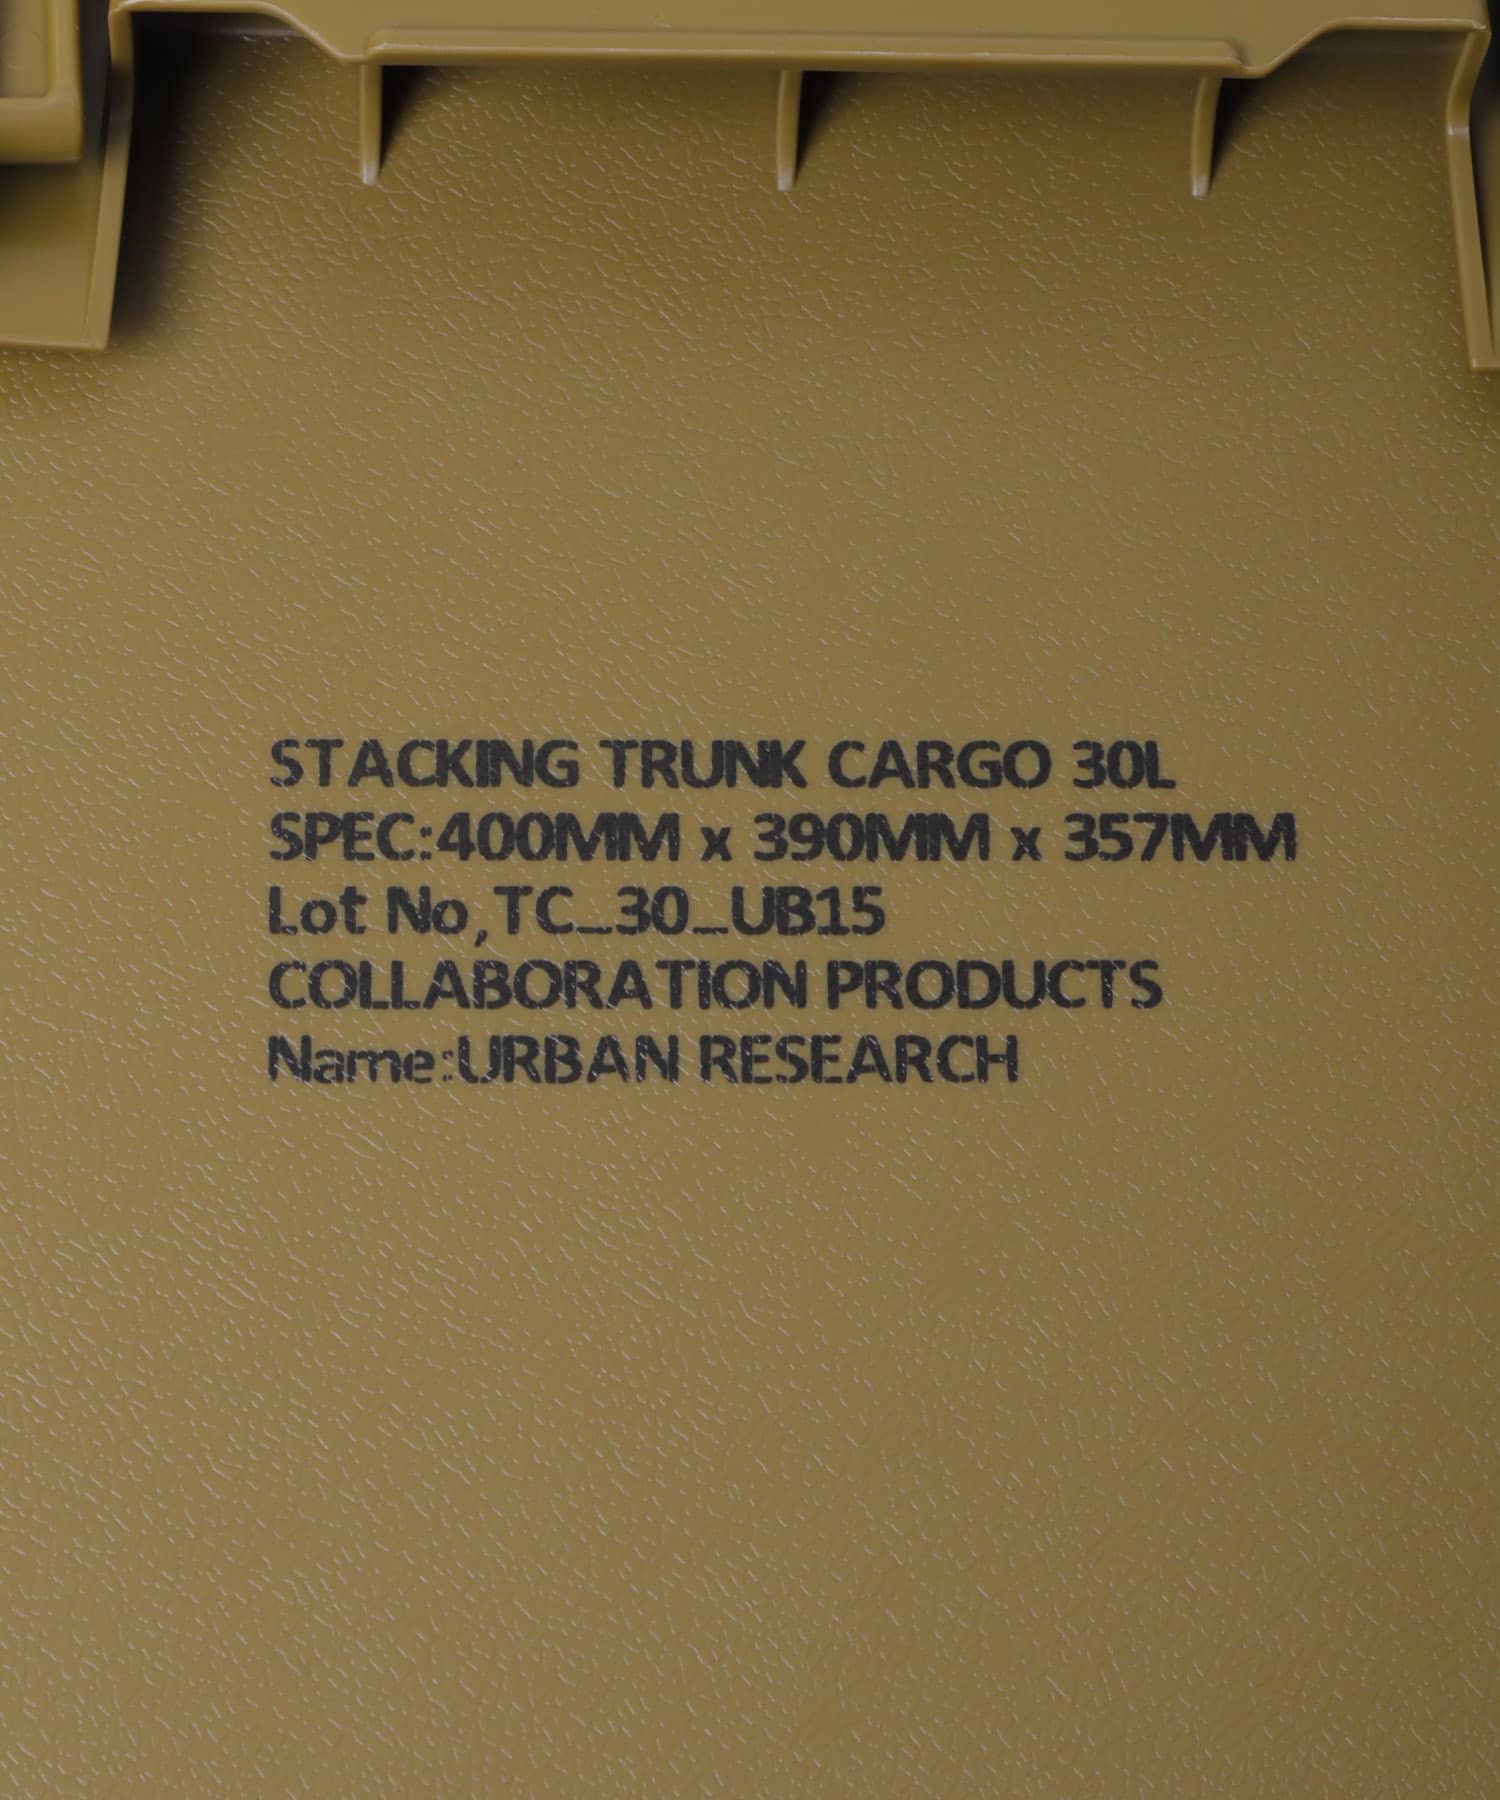 STACKING TRUNK CARGO 30L
SPEC:400MM x 390MM x 357MM
Lot No,TC_30_UB15
COLLABORATION PRODUCTS
Name:URBAN RESEARCH